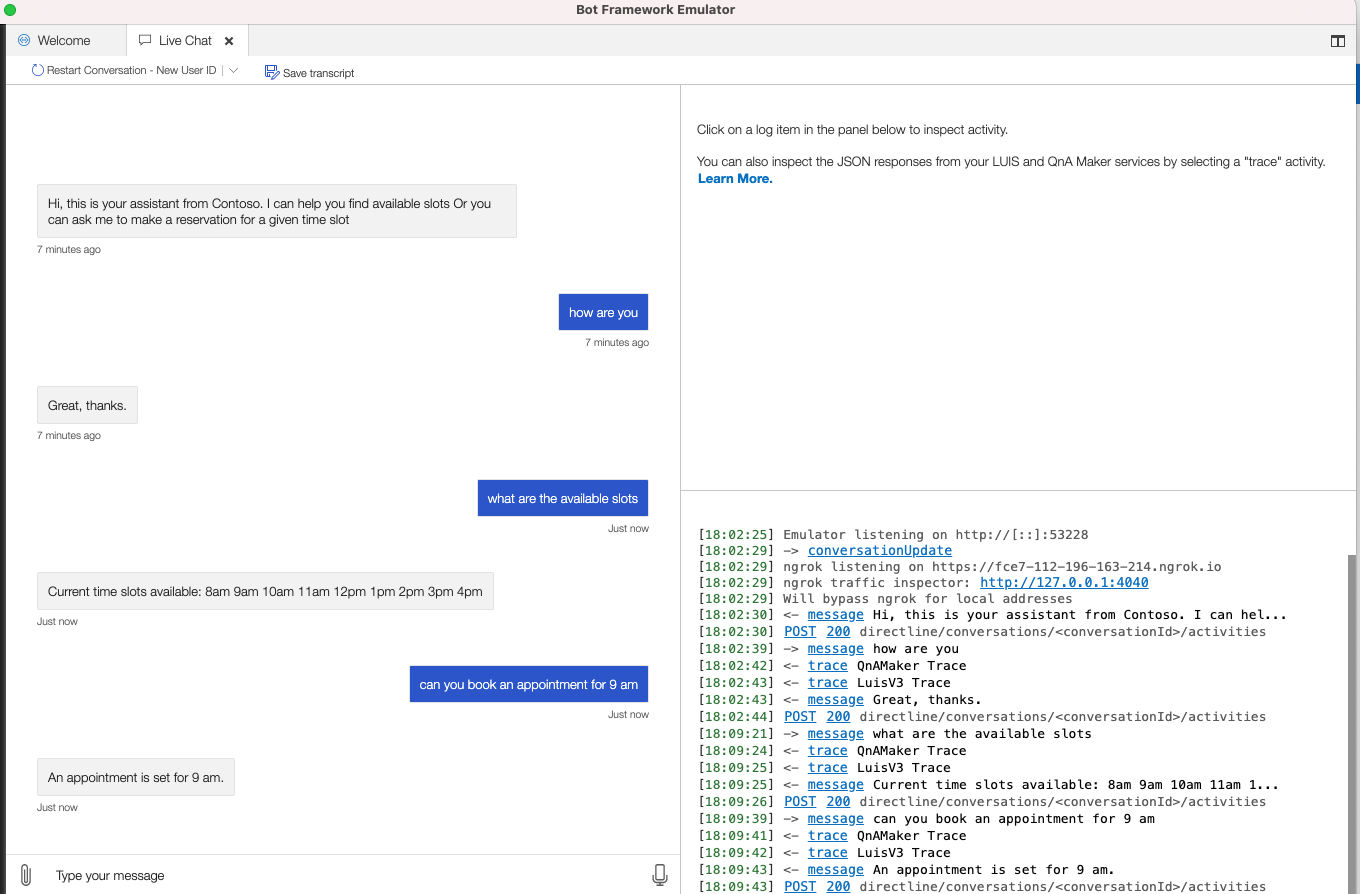 Bot Framework Emulator
Welcome
Live Chat
Restart Conversation - New User ID
Save transcript
Hi, this is your assistant from Contoso. I can help you find available slots Or you
can ask me to make a reservation for a given time slot
7 minutes ago
how are you
7 minutes ago
Great, thanks.
7 minutes ago
what are the available slots
Just now
Current time slots available: 8am 9am 10am 11am 12pm 1pm 2pm 3pm 4pm
Just now
can you book an appointment for 9 am
Just now
An appointment is set for 9 am.
Just now
Type your message
Click on a log item in the panel below to inspect activity.
You can also inspect the JSON responses from your LUIS and QnA Maker services by selecting a "trace" activity.
Learn More.
[18:02:25] Emulator listening on http://[::]:53228
[18:02:29] -> conversationUpdate
[18:02:29] ngrok listening on https://fce7-112-196-163-214.ngrok.io
[18:02:29] ngrok traffic inspector: http://127.0.0.1:4040
[18:02:29] Will bypass ngrok for local addresses
[18:02:30] <- message Hi, this is your assistant from Contoso. I can hel...
[18:02:30] POST 200 directline/conversations/<conversationId>/activities
[18:02:39] -> message how are you
[18:02:42] <- trace QnAMaker Trace
[18:02:43] <- trace LuisV3 Trace
[18:02:43] <- message Great, thanks.
[18:02:44] POST 200 directline/conversations/<conversationId>/activities
[18:09:21] -> message what are the available slots
[18:09:24] <- trace QnAMaker Trace
[18:09:25] <- trace LuisV3 Trace
[18:09:25] <- message Current time slots available: 8am 9am 10am 11am 1...
[18:09:26] POST 200 directline/conversations/<conversationId>/activities
[18:09:39] -> message can you book an appointment for 9 am
[18:09:41] <- trace QnAMaker Trace
[18:09:42] <- trace LuisV3 Trace
[18:09:43] <- message An appointment is set for 9 am.
[18:09:43] POST 200 directline/conversations/<conversationId>/activities